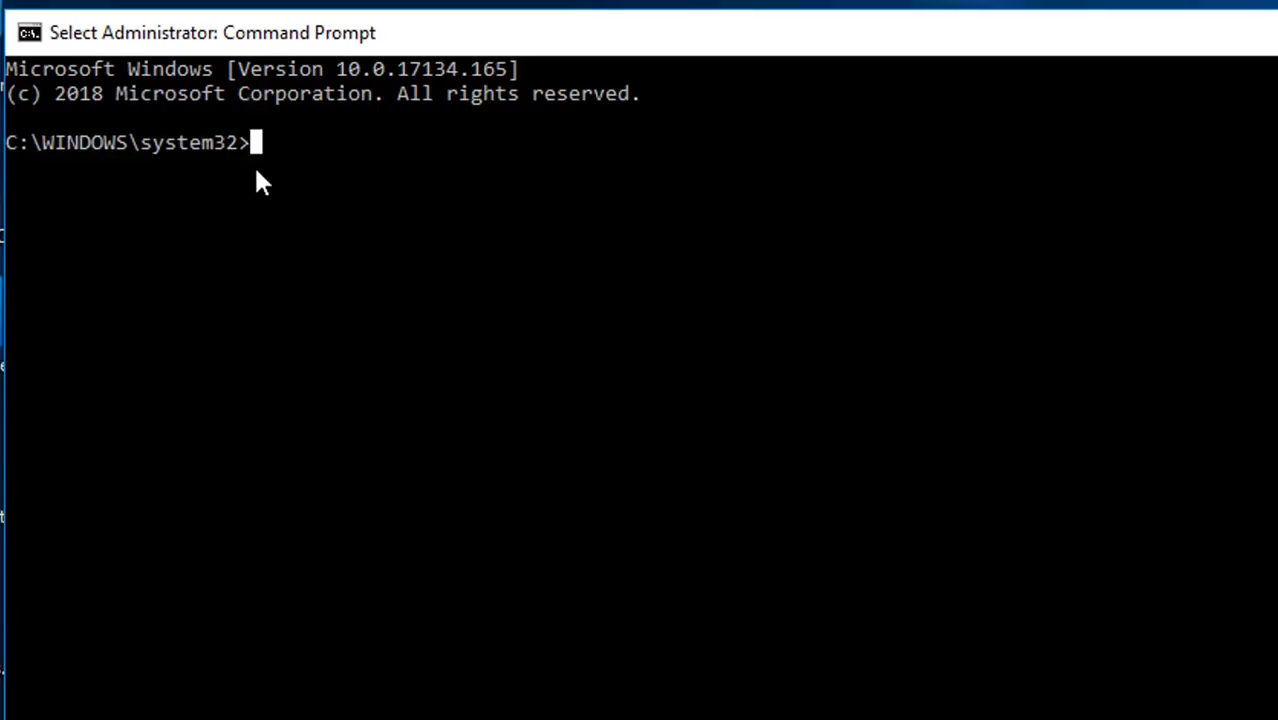 Select Administrator: Command Prompt
Microsoft Windows [Version 10.0.17134.165]
(c) 2018 Microsoft Corporation. All rights reserved.
C:\WINDOWS\system32>